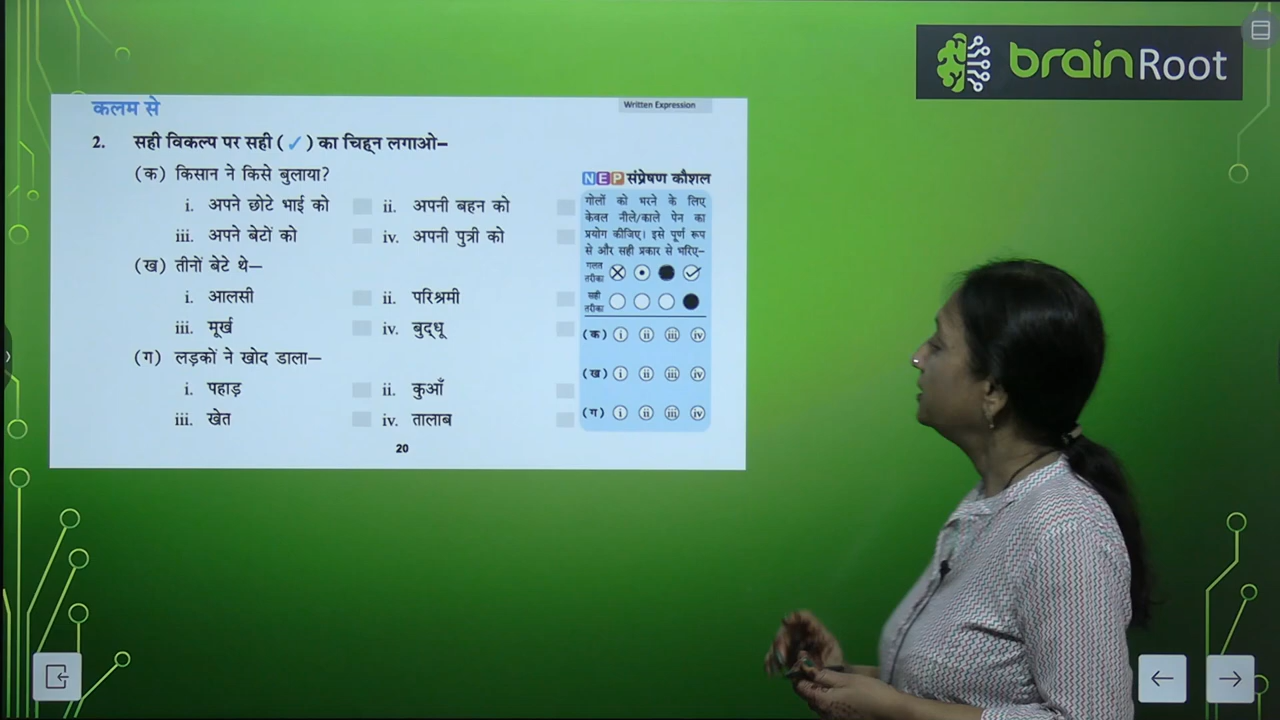 brainRoot
कलम से
Written Expression
2. सही विकल्प पर सही (✓) का चिह्न लगाओ–
(क) किसान ने किसे बुलाया?
i. अपने छोटे भाई को ii. अपनी बहन को
iii. अपने बेटों को iv. अपनी पुत्री को
(ख) तीनों बेटे थे—
i. आलसी ii. परिश्रमी
iii. मूर्ख iv. बुद्धू
(ग) लड़कों ने खोद डाला—
i. पहाड़ ii. कुआँ
iii. खेत iv. तालाब
20
NEP संप्रेषण कौशल
गोलों को भरने के लिए
केवल नीले/काले पेन का
प्रयोग कीजिए। इसे पूर्ण रूप
से और सही प्रकार से भरिए–
गलत
तरीका
सही
तरीका
(क) i ii iii iv
(ख) i ii iii iv
(ग) i ii iii iv